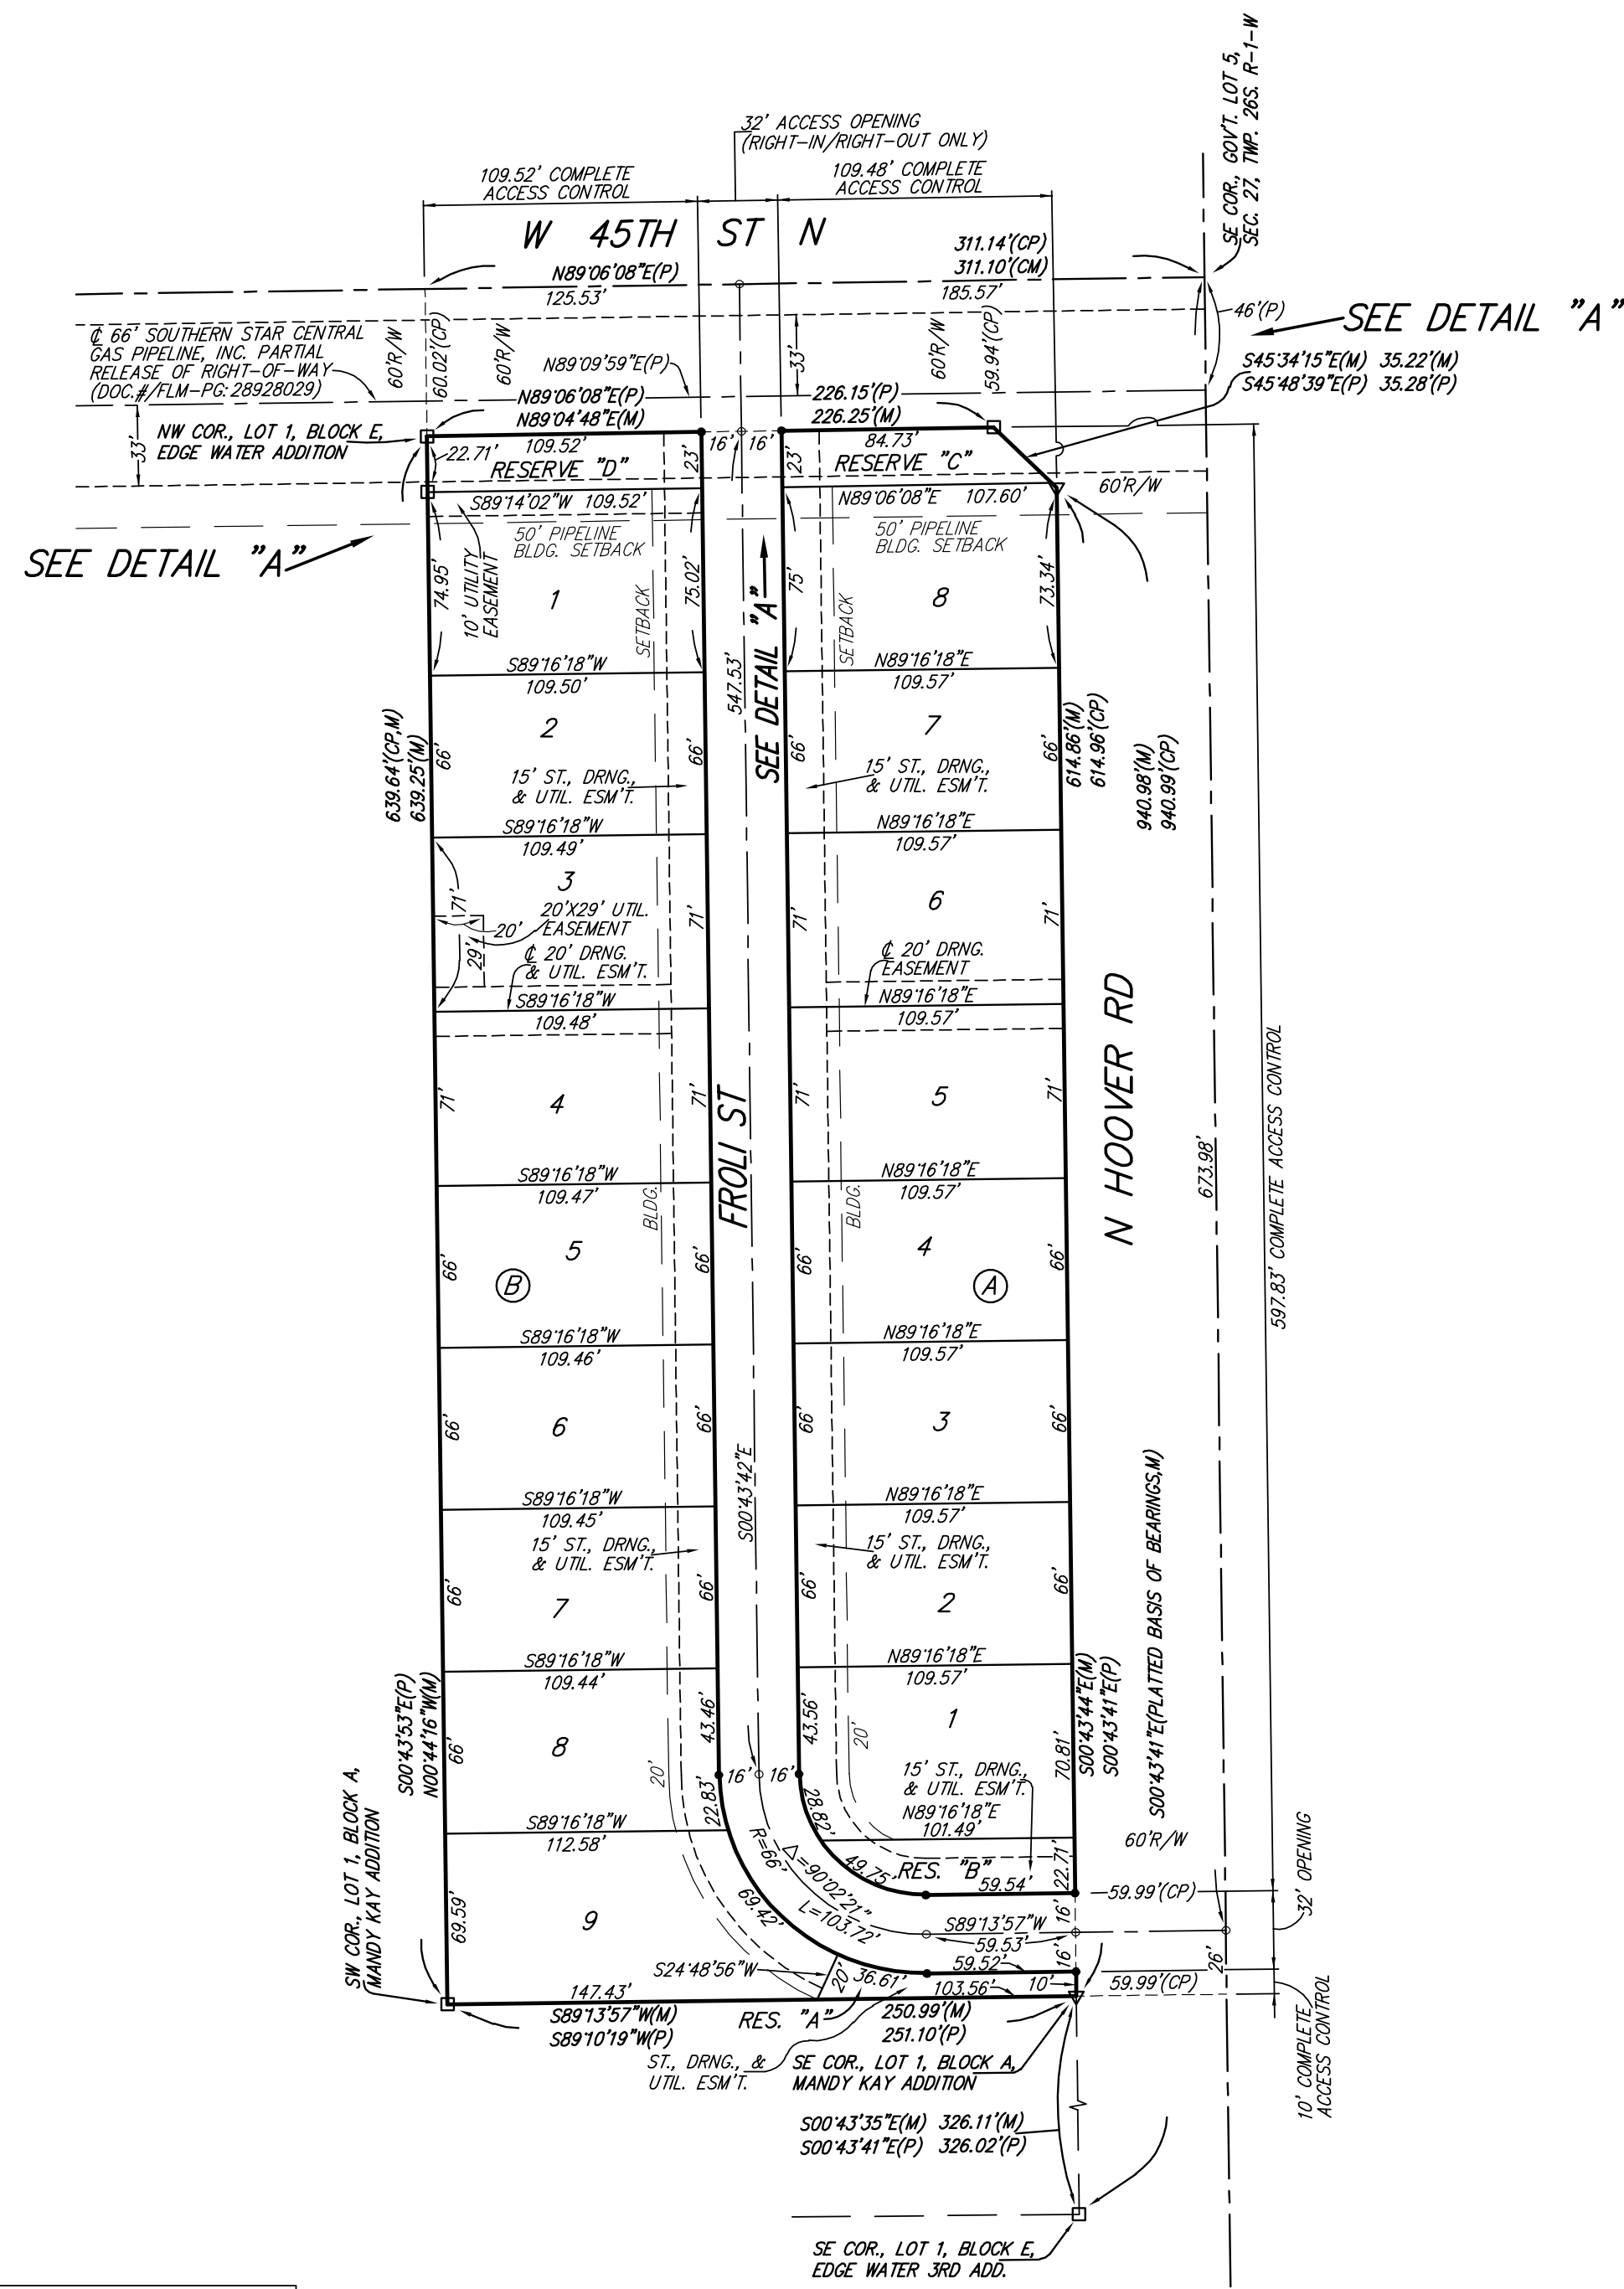 SE COR., GOV'T. LOT 5,
SEC. 27, TWP. 26S. R-1-W
32' ACCESS OPENING
(RIGHT-IN/RIGHT-OUT ONLY)
109.52' COMPLETE
ACCESS CONTROL
109.48' COMPLETE
ACCESS CONTROL
W 45TH ST N
N89°06'08"E(P)
125.53'
311.14'(CP)
311.10'(CM)
185.57'
46'(P)
SEE DETAIL "A"
℄ 66' SOUTHERN STAR CENTRAL
GAS PIPELINE, INC. PARTIAL
RELEASE OF RIGHT-OF-WAY
(DOC.#/FLM-PG: 28928029)
60'R/W
60.02'(CP)
60'R/W
N89°09'59"E(P)
33'
60'R/W
59.94'(CP)
S45°34'15"E(M) 35.22'(M)
S45°48'39"E(P) 35.28'(P)
N89°06'08"E(P)
N89°04'48"E(M)
226.15'(P)
226.25'(M)
33'
NW COR., LOT 1, BLOCK E,
EDGE WATER ADDITION
109.52'
16'
16'
84.73'
22.71'
RESERVE "D"
23'
23'
RESERVE "C"
60'R/W
S89°14'02"W 109.52'
N89°06'08"E 107.60'
50' PIPELINE
BLDG. SETBACK
50' PIPELINE
BLDG. SETBACK
SEE DETAIL "A"
74.95'
10' UTILITY
EASEMENT
1
SETBACK
75.02'
SEE DETAIL "A"
75'
SETBACK
8
73.34'
S89°16'18"W
109.50'
547.53'
N89°16'18"E
109.57'
639.64'(CP,M)
639.25'(M)
66'
2
66'
66'
7
66'
614.86'(M)
614.96'(CP)
940.98'(M)
940.99'(CP)
15' ST., DRNG.,
& UTIL. ESM'T.
15' ST., DRNG.,
& UTIL. ESM'T.
S89°16'18"W
109.49'
N89°16'18"E
109.57'
3
71'
20'X29' UTIL.
EASEMENT
20'
29'
71'
71'
6
71'
℄ 20' DRNG.
& UTIL. ESM'T.
℄ 20' DRNG.
EASEMENT
S89°16'18"W
109.48'
N89°16'18"E
109.57'
N HOOVER RD
71'
4
71'
FROLI ST
71'
5
71'
673.98'
597.83' COMPLETE ACCESS CONTROL
S89°16'18"W
109.47'
N89°16'18"E
109.57'
66'
5
BLDG.
66'
66'
BLDG.
4
66'
B
A
S89°16'18"W
109.46'
N89°16'18"E
109.57'
66'
6
66'
66'
3
66'
S00°43'42"E
S89°16'18"W
109.45'
N89°16'18"E
109.57'
15' ST., DRNG.,
& UTIL. ESM'T.
15' ST., DRNG.,
& UTIL. ESM'T.
66'
7
66'
66'
2
66'
S00°43'41"E(PLATTED BASIS OF BEARINGS,M)
S89°16'18"W
109.44'
N89°16'18"E
109.57'
S00°43'53"E(P)
N00°44'16"W(M)
66'
8
20'
43.46'
43.56'
20'
1
70.81'
S00°43'44"E(M)
S00°43'41"E(P)
16'
16'
15' ST., DRNG.,
& UTIL. ESM'T.
22.83'
28.82'
N89°16'18"E
101.49'
S89°16'18"W
112.58'
R=66'
△=90°02'21"
L=103.72'
49.75'
RES. "B"
22.71'
60'R/W
59.54'
59.99'(CP)
32' OPENING
SW COR., LOT 1, BLOCK A,
MANDY KAY ADDITION
69.59'
9
69.42'
S89°13'57"W
59.53'
16'
16'
26'
59.52'
S24°48'56"W
20'
36.61'
103.56'
10'
59.99'(CP)
10' COMPLETE
ACCESS CONTROL
147.43'
S89°13'57"W(M)
S89°10'19"W(P)
RES. "A"
250.99'(M)
251.10'(P)
ST., DRNG., &
UTIL. ESM'T.
SE COR., LOT 1, BLOCK A,
MANDY KAY ADDITION
S00°43'35"E(M) 326.11'(M)
S00°43'41"E(P) 326.02'(P)
SE COR., LOT 1, BLOCK E,
EDGE WATER 3RD ADD.